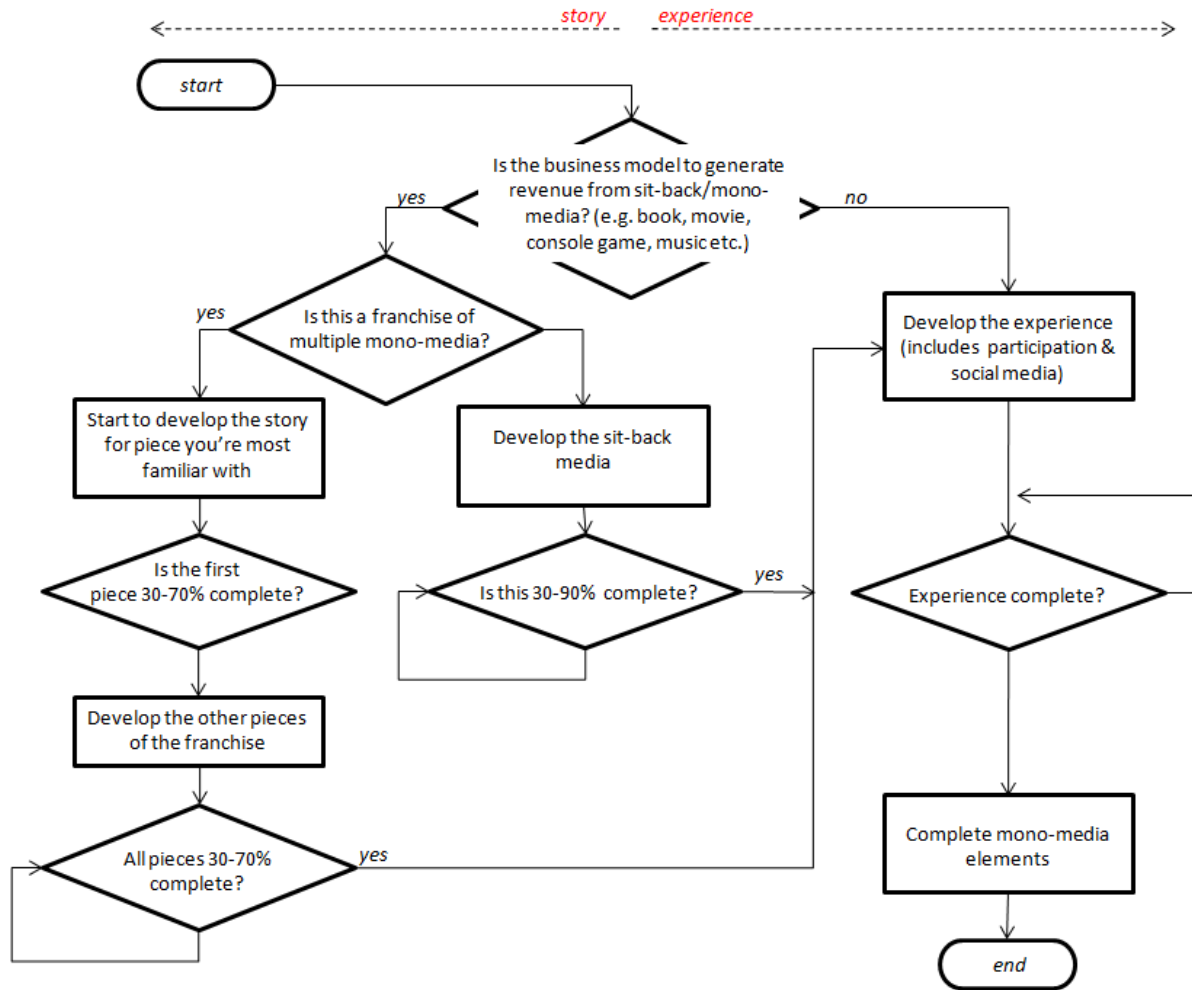 story
experience
start
Is the business model to generate
revenue from sit-back/mono-
media? (e.g. book, movie,
console game, music etc.)
yes
no
Is this a franchise of
multiple mono-media?
yes
Develop the experience
(includes participation &
social media)
Start to develop the story
for piece you're most
familiar with
Develop the sit-back
media
Is the first
piece 30-70% complete?
Is this 30-90% complete?
yes
Experience complete?
Develop the other pieces
of the franchise
All pieces 30-70%
complete?
yes
Complete mono-media
elements
end